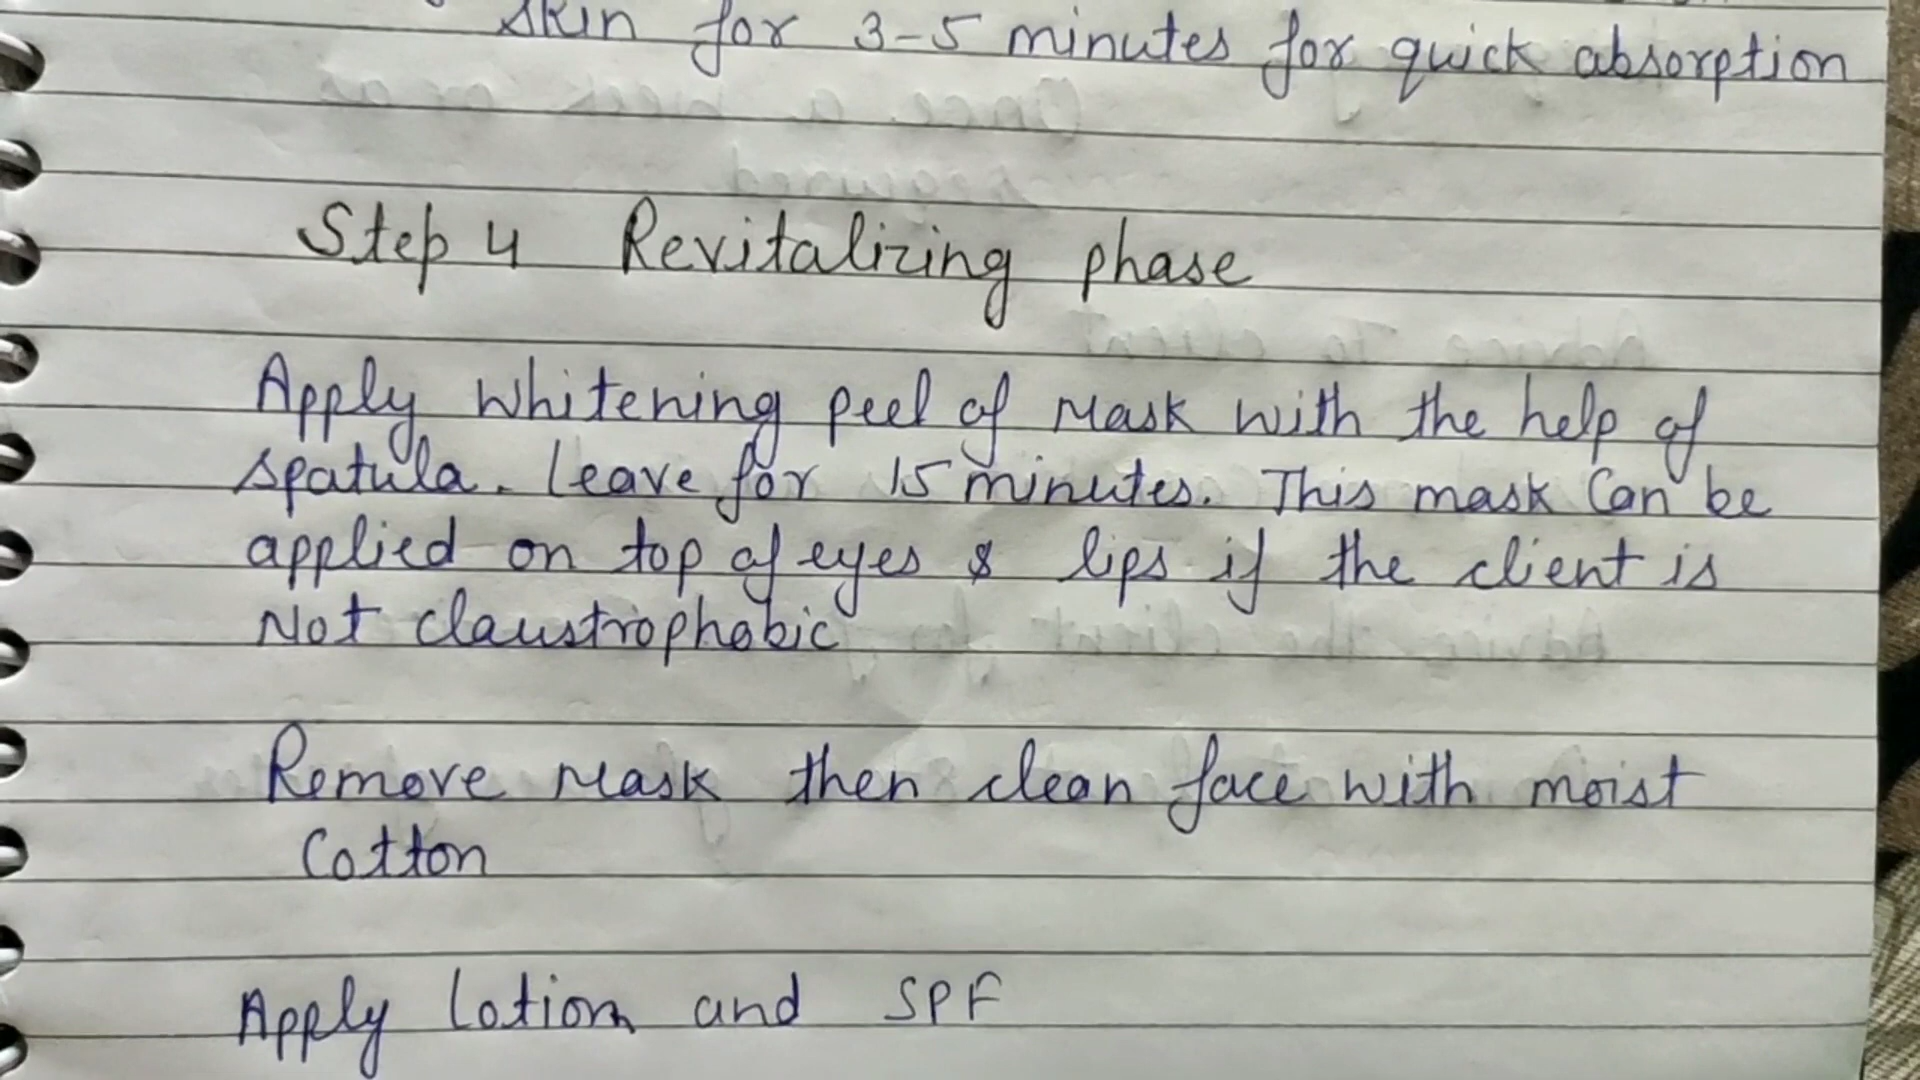 skin for 3-5 minutes for quick absorption
Step 4 Revitalizing phase
Apply whitening peel of Mask with the help of
spatula. Leave for 15 minutes. This mask Can be
applied on top of eyes & lips if the client is
Not claustrophobic
Remove Mask then clean face with moist
Cotton
Apply Lotion and SPF